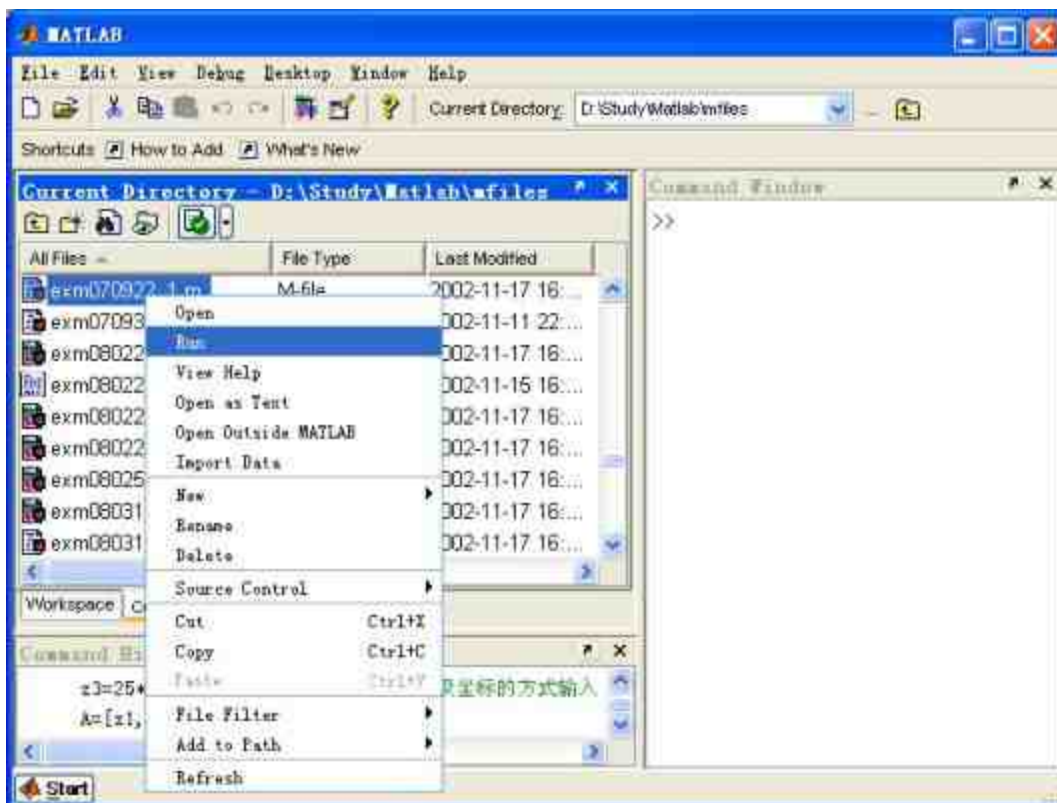 MATLAB
File Edit View Debug Desktop Window Help
Current Directory: D:\Study\Matlab\mfiles
Shortcuts How to Add What's New
Current Directory - D:\Study\Matlab\mfiles
All Files File Type Last Modified
exm070922_1.m M-file 2002-11-17 16:...
exm07093 002-11-11 22:...
exm08022 002-11-17 16:...
exm08022 002-11-15 16:...
exm08022 002-11-17 16:...
exm08022 002-11-17 16:...
exm08025 002-11-17 16:...
exm08031 002-11-17 16:...
exm08031 002-11-17 16:...
Open
Run
View Help
Open as Text
Open Outside MATLAB
Import Data
New
Rename
Delete
Source Control
Cut Ctrl+X
Copy Ctrl+C
Paste Ctrl+V
File Filter
Add to Path
Refresh
Workspace
Command Hi
z3=25* 坐标的方式输入
A=[z1,
Start
Command Window
>>